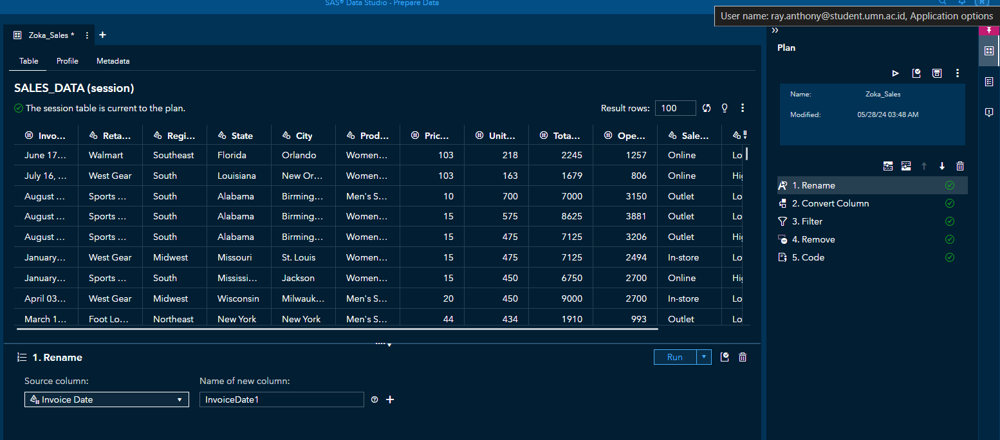 SAS® Data Studio - Prepare Data
R
User name: ray.anthony@student.umn.ac.id, Application options
Zoka_Sales *
Table Profile Metadata
SALES_DATA (session)
The session table is current to the plan.
Result rows: 100
Invo... Reta... Regi... State City Prod... Pric... Unit... Tota... Ope... Sale...
June 17... Walmart Southeast Florida Orlando Women... 103 218 2245 1257 Online Lo
July 16, ... West Gear South Louisiana New Or... Women... 103 163 1679 806 Online Hi
August ... Sports ... South Alabama Birming... Men's S... 10 700 7000 3150 Outlet Lo
August ... Sports ... South Alabama Birming... Women... 15 575 8625 3881 Outlet Lo
August ... Sports ... South Alabama Birming... Women... 15 475 7125 3206 Outlet Hi
January... West Gear Midwest Missouri St. Louis Women... 15 475 7125 2494 In-store Lo
January... Sports ... South Mississi... Jackson Women... 15 450 6750 2700 Online Hi
April 03... West Gear Midwest Wisconsin Milwauk... Men's S... 20 450 9000 2700 In-store Lo
March 1... Foot Lo... Northeast New York New York Men's S... 44 434 1910 993 Outlet Lo
1. Rename
Run
Source column: Name of new column:
Invoice Date InvoiceDate1
Plan
Name: Zoka_Sales
Modified: 05/28/24 03:48 AM
1. Rename
2. Convert Column
3. Filter
4. Remove
5. Code